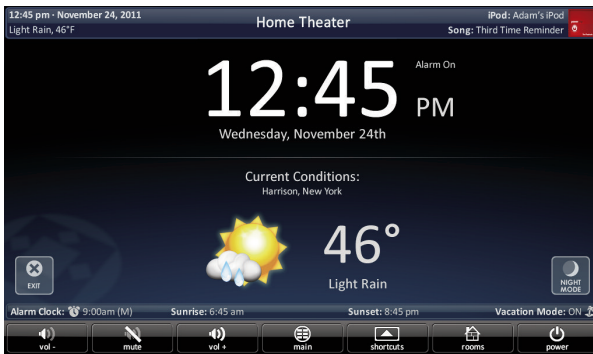 12:45 pm · November 24, 2011
Light Rain, 46°F
Home Theater
iPod: Adam's iPod
Song: Third Time Reminder
12:45 PM
Alarm On
Wednesday, November 24th
Current Conditions:
Harrison, New York
46°
Light Rain
EXIT
NIGHT
MODE
Alarm Clock: 9:00am (M)
Sunrise: 6:45 am
Sunset: 8:45 pm
Vacation Mode: ON
vol -
mute
vol +
main
shortcuts
rooms
power